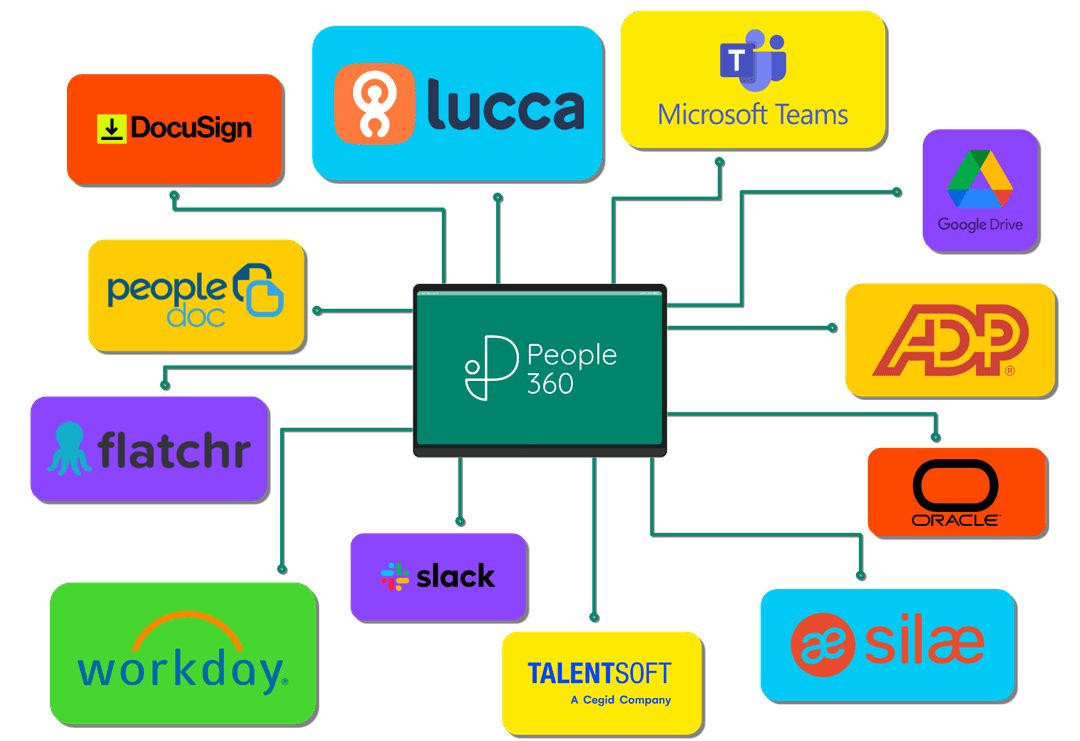 DocuSign
lucca
T
Microsoft Teams
Google Drive
people
doc
People
360
ADP®
flatchr
ORACLE
slack
workday®
TALENTSOFT
A Cegid Company
æ silæ